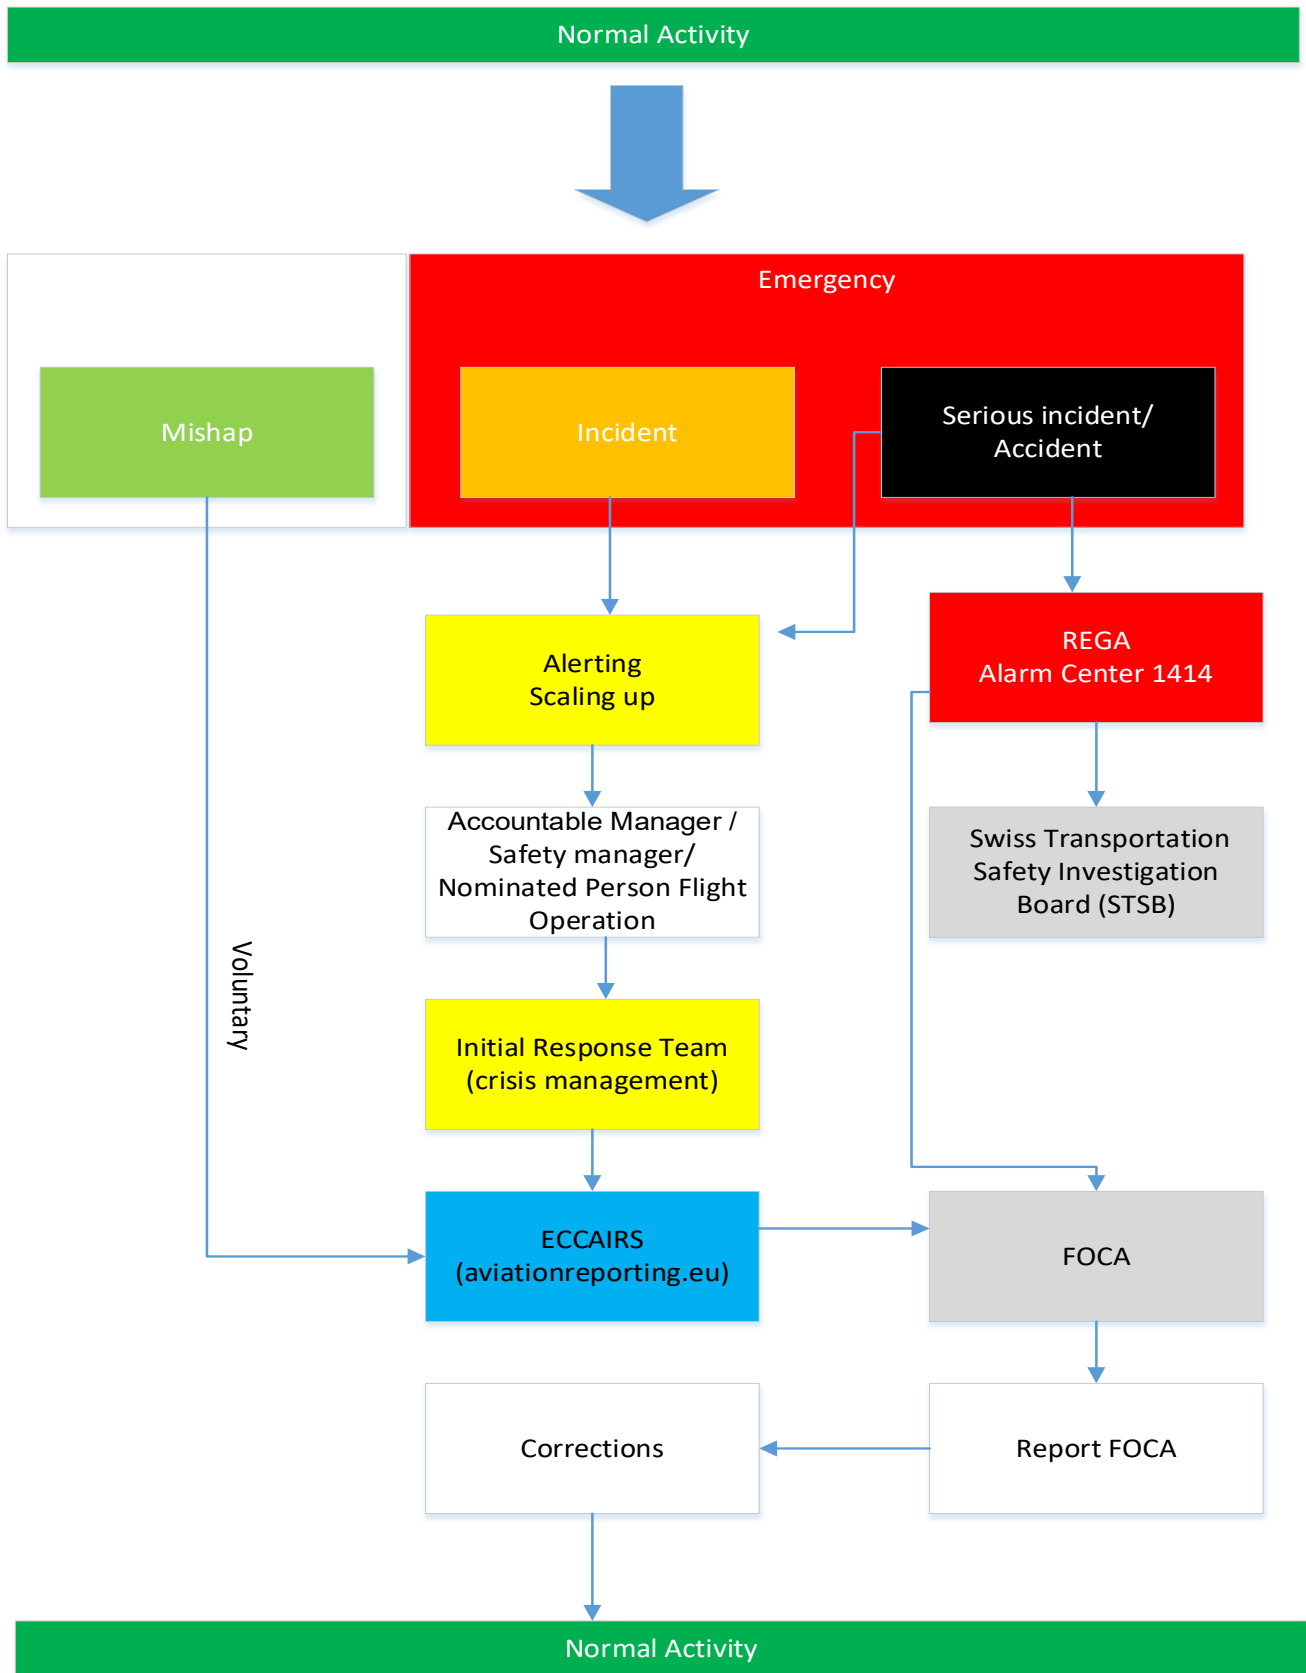 Normal Activity
Emergency
Mishap
Incident
Serious incident/
Accident
Alerting
Scaling up
REGA
Alarm Center 1414
Accountable Manager /
Safety manager/
Nominated Person Flight
Operation
Swiss Transportation
Safety Investigation
Board (STSB)
Voluntary
Initial Response Team
(crisis management)
ECCAIRS
(aviationreporting.eu)
FOCA
Corrections
Report FOCA
Normal Activity